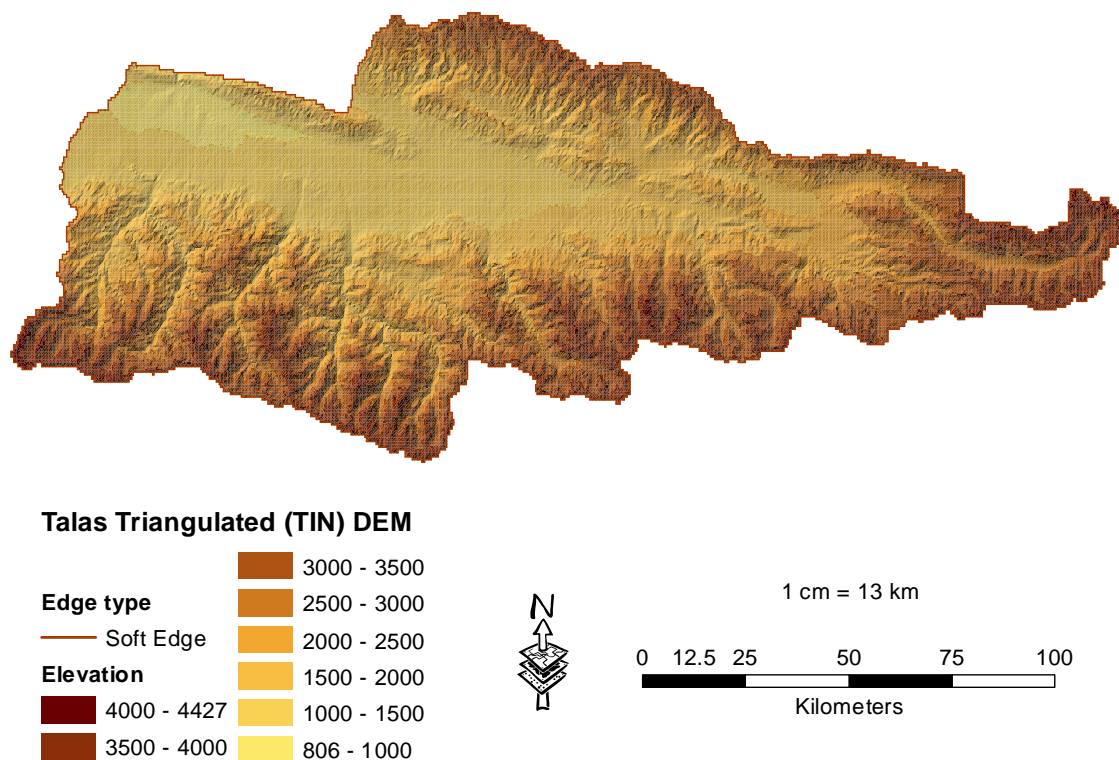 Talas Triangulated (TIN) DEM
Edge type
Soft Edge
Elevation
4000 - 4427
3500 - 4000
3000 - 3500
2500 - 3000
2000 - 2500
1500 - 2000
1000 - 1500
806 - 1000
N
1 cm = 13 km
0 12.5 25 50 75 100
Kilometers